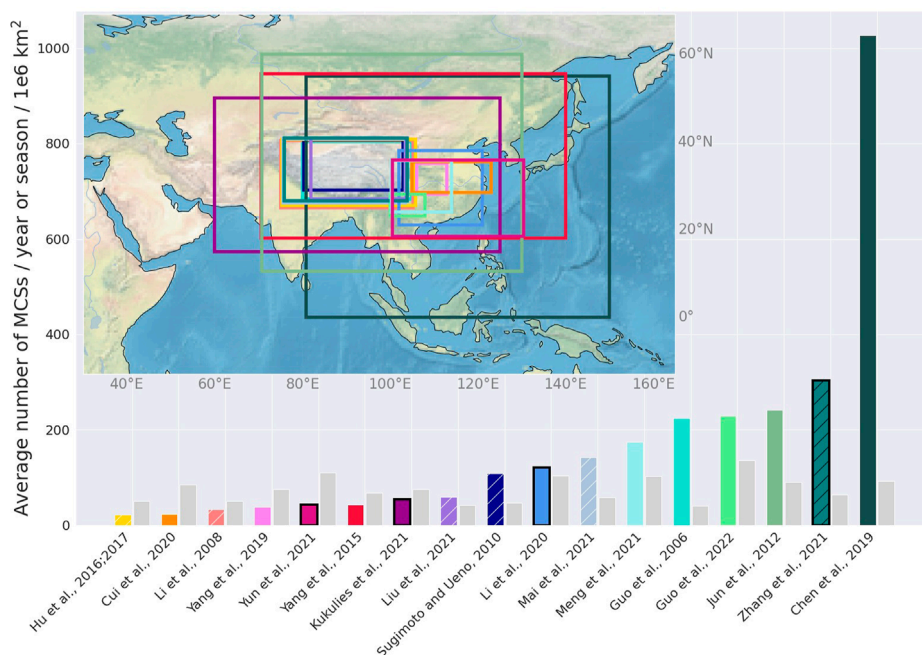 Average number of MCSs / year or season / 1e6 km²
1000
800
600
400
200
0
60°N
40°N
20°N
0°
40°E
60°E
80°E
100°E
120°E
140°E
160°E
Hu et al., 2016;2017
Cui et al., 2020
Li et al., 2008
Yang et al., 2019
Yun et al., 2021
Yang et al., 2015
Kukulies et al., 2021
Liu et al., 2021
Sugimoto and Ueno, 2010
Li et al., 2020
Mai et al., 2021
Meng et al., 2021
Guo et al., 2006
Guo et al., 2022
Jun et al., 2012
Zhang et al., 2021
Chen et al., 2019